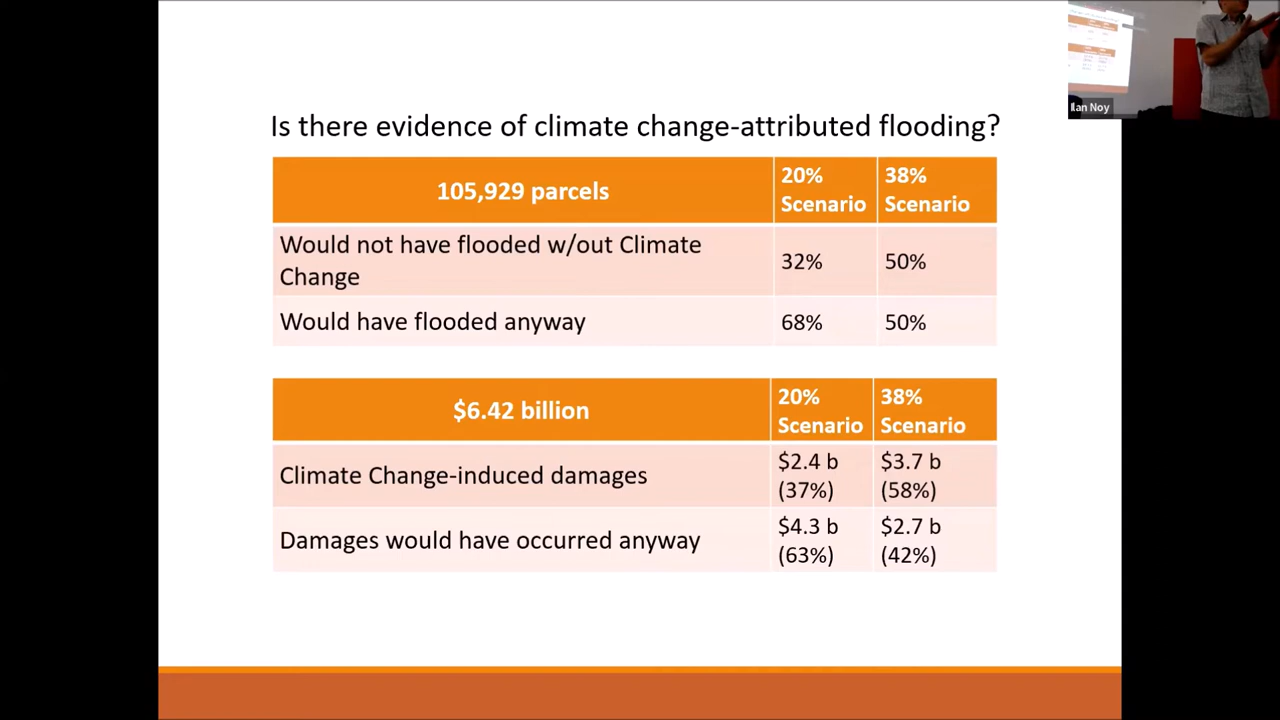 Is there evidence of climate change-attributed flooding?
105,929 parcels
20%
Scenario
38%
Scenario
Would not have flooded w/out Climate
Change
32%
50%
Would have flooded anyway
68%
50%
$6.42 billion
20%
Scenario
38%
Scenario
Climate Change-induced damages
$2.4 b
(37%)
$3.7 b
(58%)
Damages would have occurred anyway
$4.3 b
(63%)
$2.7 b
(42%)
Ilan Noy